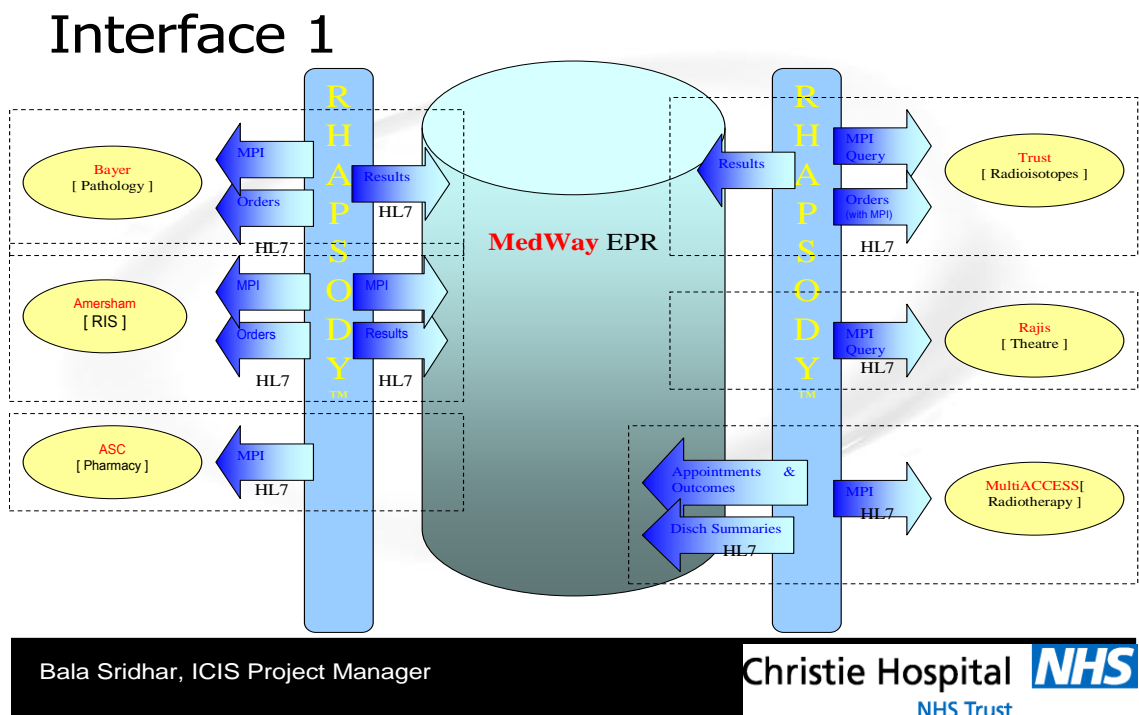 Interface 1
RHAPSODY™
MPI
Bayer
[ Pathology ]
Results
Orders
HL7
HL7
MPI
MPI
Amersham
[ RIS ]
Orders
Results
HL7
HL7
ASC
[ Pharmacy ]
MPI
HL7
MedWay EPR
RHAPSODY™
Results
MPI
Query
Trust
[ Radioisotopes ]
Orders
(with MPI)
HL7
MPI
Query
HL7
Rajis
[ Theatre ]
Appointments &
Outcomes
Disch Summaries
HL7
MPI
HL7
MultiACCESS[
Radiotherapy ]
Bala Sridhar, ICIS Project Manager
Christie Hospital NHS
NHS Trust